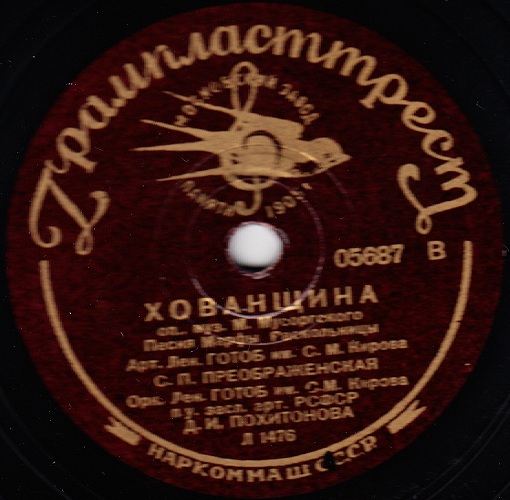 Грампласттрест
МОСКОВСКИЙ ЗАВОД
ПАМЯТИ 1905 г
05687 В
ХОВАНЩИНА
оп., муз. М. Мусоргского
Песня Марфы Раскольницы
Арт. Лен. ГОТОБ им. С. М. Кирова
С. П. ПРЕОБРАЖЕНСКАЯ
Орк. Лен. ГОТОБ им. С. М. Кирова
п/у. засл. арт. РСФСР
Д. И. ПОХИТОНОВА
Л 1476
НАРКОММАШ СССР